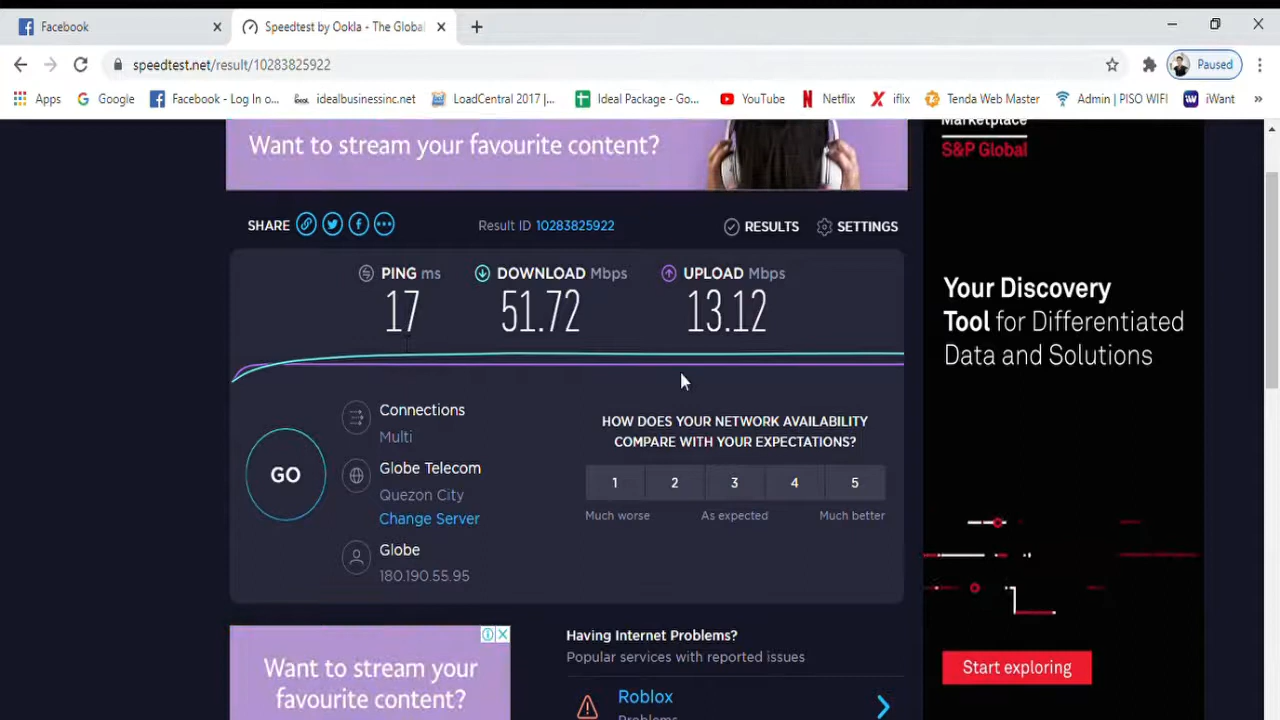 Facebook
Speedtest by Ookla - The Global
speedtest.net/result/10283825922
Paused
Apps
Google
Facebook - Log In o...
idealbusinessinc.net
LoadCentral 2017 |...
Ideal Package - Go...
YouTube
Netflix
iflix
Tenda Web Master
Admin | PISO WIFI
iWant
»
Want to stream your favourite content?
Marketplace
S&P Global
SHARE
Result ID 10283825922
RESULTS
SETTINGS
PING ms
17
DOWNLOAD Mbps
51.72
UPLOAD Mbps
13.12
GO
Connections
Multi
Globe Telecom
Quezon City
Change Server
Globe
180.190.55.95
HOW DOES YOUR NETWORK AVAILABILITY
COMPARE WITH YOUR EXPECTATIONS?
1 2 3 4 5
Much worse As expected Much better
Your Discovery
Tool for Differentiated
Data and Solutions
Start exploring
Want to stream your
favourite content?
Having Internet Problems?
Popular services with reported issues
Roblox
Problems